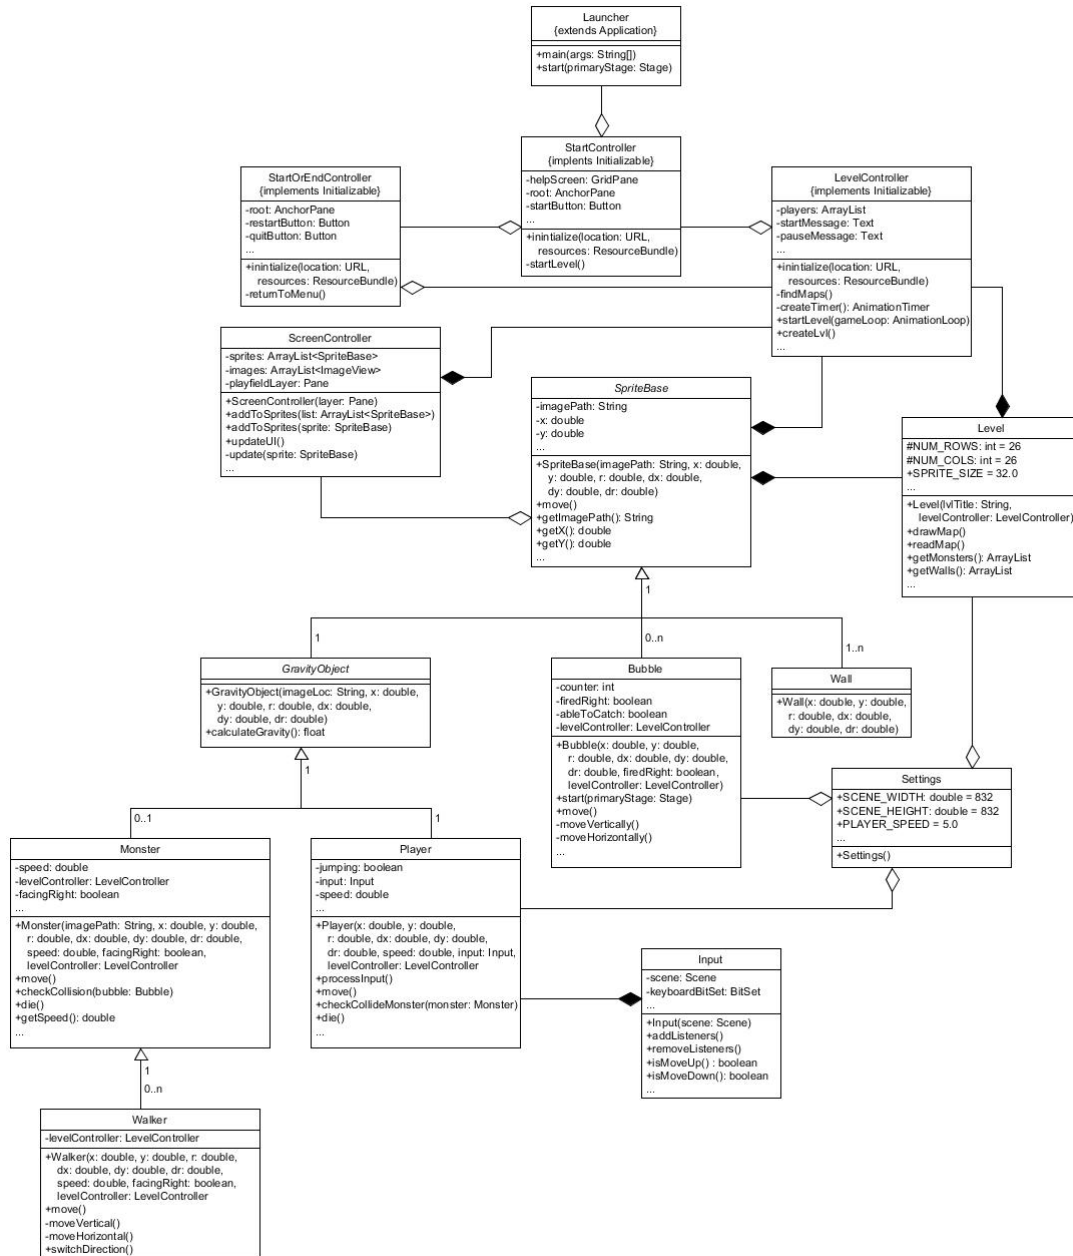 Launcher
{extends Application}
+main(args: String[])
+start(primaryStage: Stage)
StartController
{implents Initializable}
-helpScreen: GridPane
-root: AnchorPane
-startButton: Button
...
+inintialize(location: URL,
resources: ResourceBundle)
-startLevel()
StartOrEndController
{implements Initializable}
-root: AnchorPane
-restartButton: Button
-quitButton: Button
...
+inintialize(location: URL,
resources: ResourceBundle)
-returnToMenu()
LevelController
{implements Initializable}
-players: ArrayList
-startMessage: Text
-pauseMessage: Text
...
+inintialize(location: URL,
resources: ResourceBundle)
-findMaps()
-createTimer(): AnimationTimer
+startLevel(gameLoop: AnimationLoop)
+createLvl()
...
ScreenController
-sprites: ArrayList<SpriteBase>
-images: ArrayList<ImageView>
-playfieldLayer: Pane
+ScreenController(layer: Pane)
+addToSprites(list: ArrayList<SpriteBase>)
+addToSprites(sprite: SpriteBase)
+updateUI()
-update(sprite: SpriteBase)
...
SpriteBase
-imagePath: String
-x: double
-y: double
...
+SpriteBase(imagePath: String, x: double,
y: double, r: double, dx: double,
dy: double, dr: double)
+move()
+getImagePath(): String
+getX(): double
+getY(): double
...
Level
#NUM_ROWS: int = 26
#NUM_COLS: int = 26
+SPRITE_SIZE = 32.0
...
+Level(lvlTitle: String,
levelController: LevelController)
+drawMap()
+readMap()
+getMonsters(): ArrayList
+getWalls(): ArrayList
...
1
1
0..n
1..n
GravityObject
+GravityObject(imageLoc: String, x: double,
y: double, r: double, dx: double,
dy: double, dr: double)
+calculateGravity(): float
Bubble
-counter: int
-firedRight: boolean
-ableToCatch: boolean
-levelController: LevelController
+Bubble(x: double, y: double,
r: double, dx: double, dy: double,
dr: double, firedRight: boolean,
levelController: LevelController)
+start(primaryStage: Stage)
+move()
-moveVertically()
-moveHorizontally()
...
Wall
+Wall(x: double, y: double,
r: double, dx: double,
dy: double, dr: double)
Settings
+SCENE_WIDTH: double = 832
+SCENE_HEIGHT: double = 832
+PLAYER_SPEED = 5.0
...
+Settings()
1
0..1
1
Monster
-speed: double
-levelController: LevelController
-facingRight: boolean
...
+Monster(imagePath: String, x: double, y: double,
r: double, dx: double, dy: double, dr: double,
speed: double, facingRight: boolean,
levelController: LevelController
+move()
+checkCollision(bubble: Bubble)
+die()
+getSpeed(): double
...
Player
-jumping: boolean
-input: Input
-speed: double
...
+Player(x: double, y: double,
r: double, dx: double, dy: double,
dr: double, speed: double, input: Input,
levelController: LevelController
+processInput()
+move()
+checkCollideMonster(monster: Monster)
+die()
...
Input
-scene: Scene
-keyboardBitSet: BitSet
...
+Input(scene: Scene)
+addListeners()
+removeListeners()
+isMoveUp() : boolean
+isMoveDown(): boolean
...
1
0..n
Walker
-levelController: LevelController
+Walker(x: double, y: double, r: double,
dx: double, dy: double, dr: double,
speed: double, facingRight: boolean,
levelController: LevelController
+move()
-moveVertical()
-moveHorizontal()
+switchDirection()